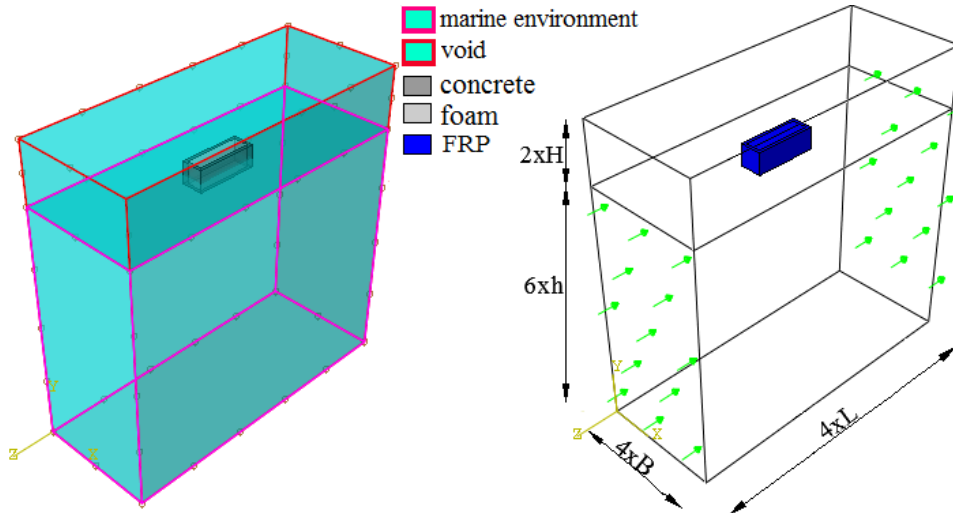 marine environment
void
concrete
foam
FRP
Y
Z
X
2xH
6xh
Y
Z
X
4xB
4xL